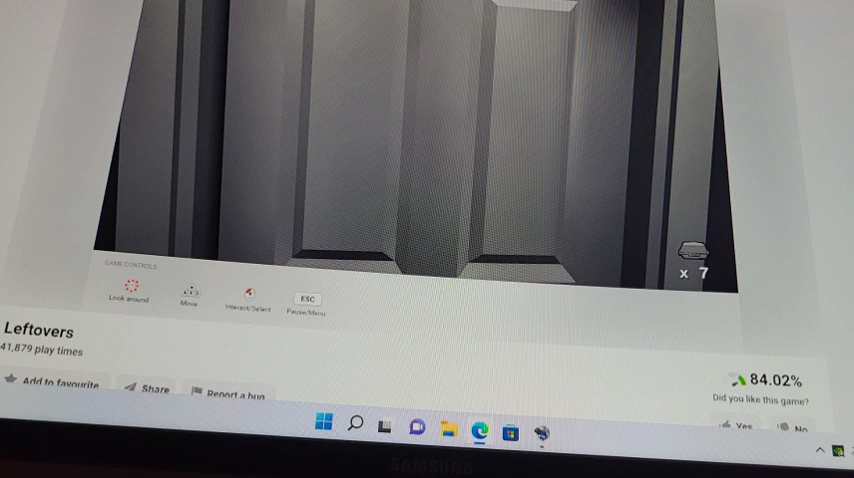 x 7
GAME CONTROLS
Look around
Move
Interact/Select
ESC
Pause/Menu
Leftovers
41,879 play times
Add to favourite
Share
Report a bug
84.02%
Did you like this game?
Yes
No
SAMSUNG